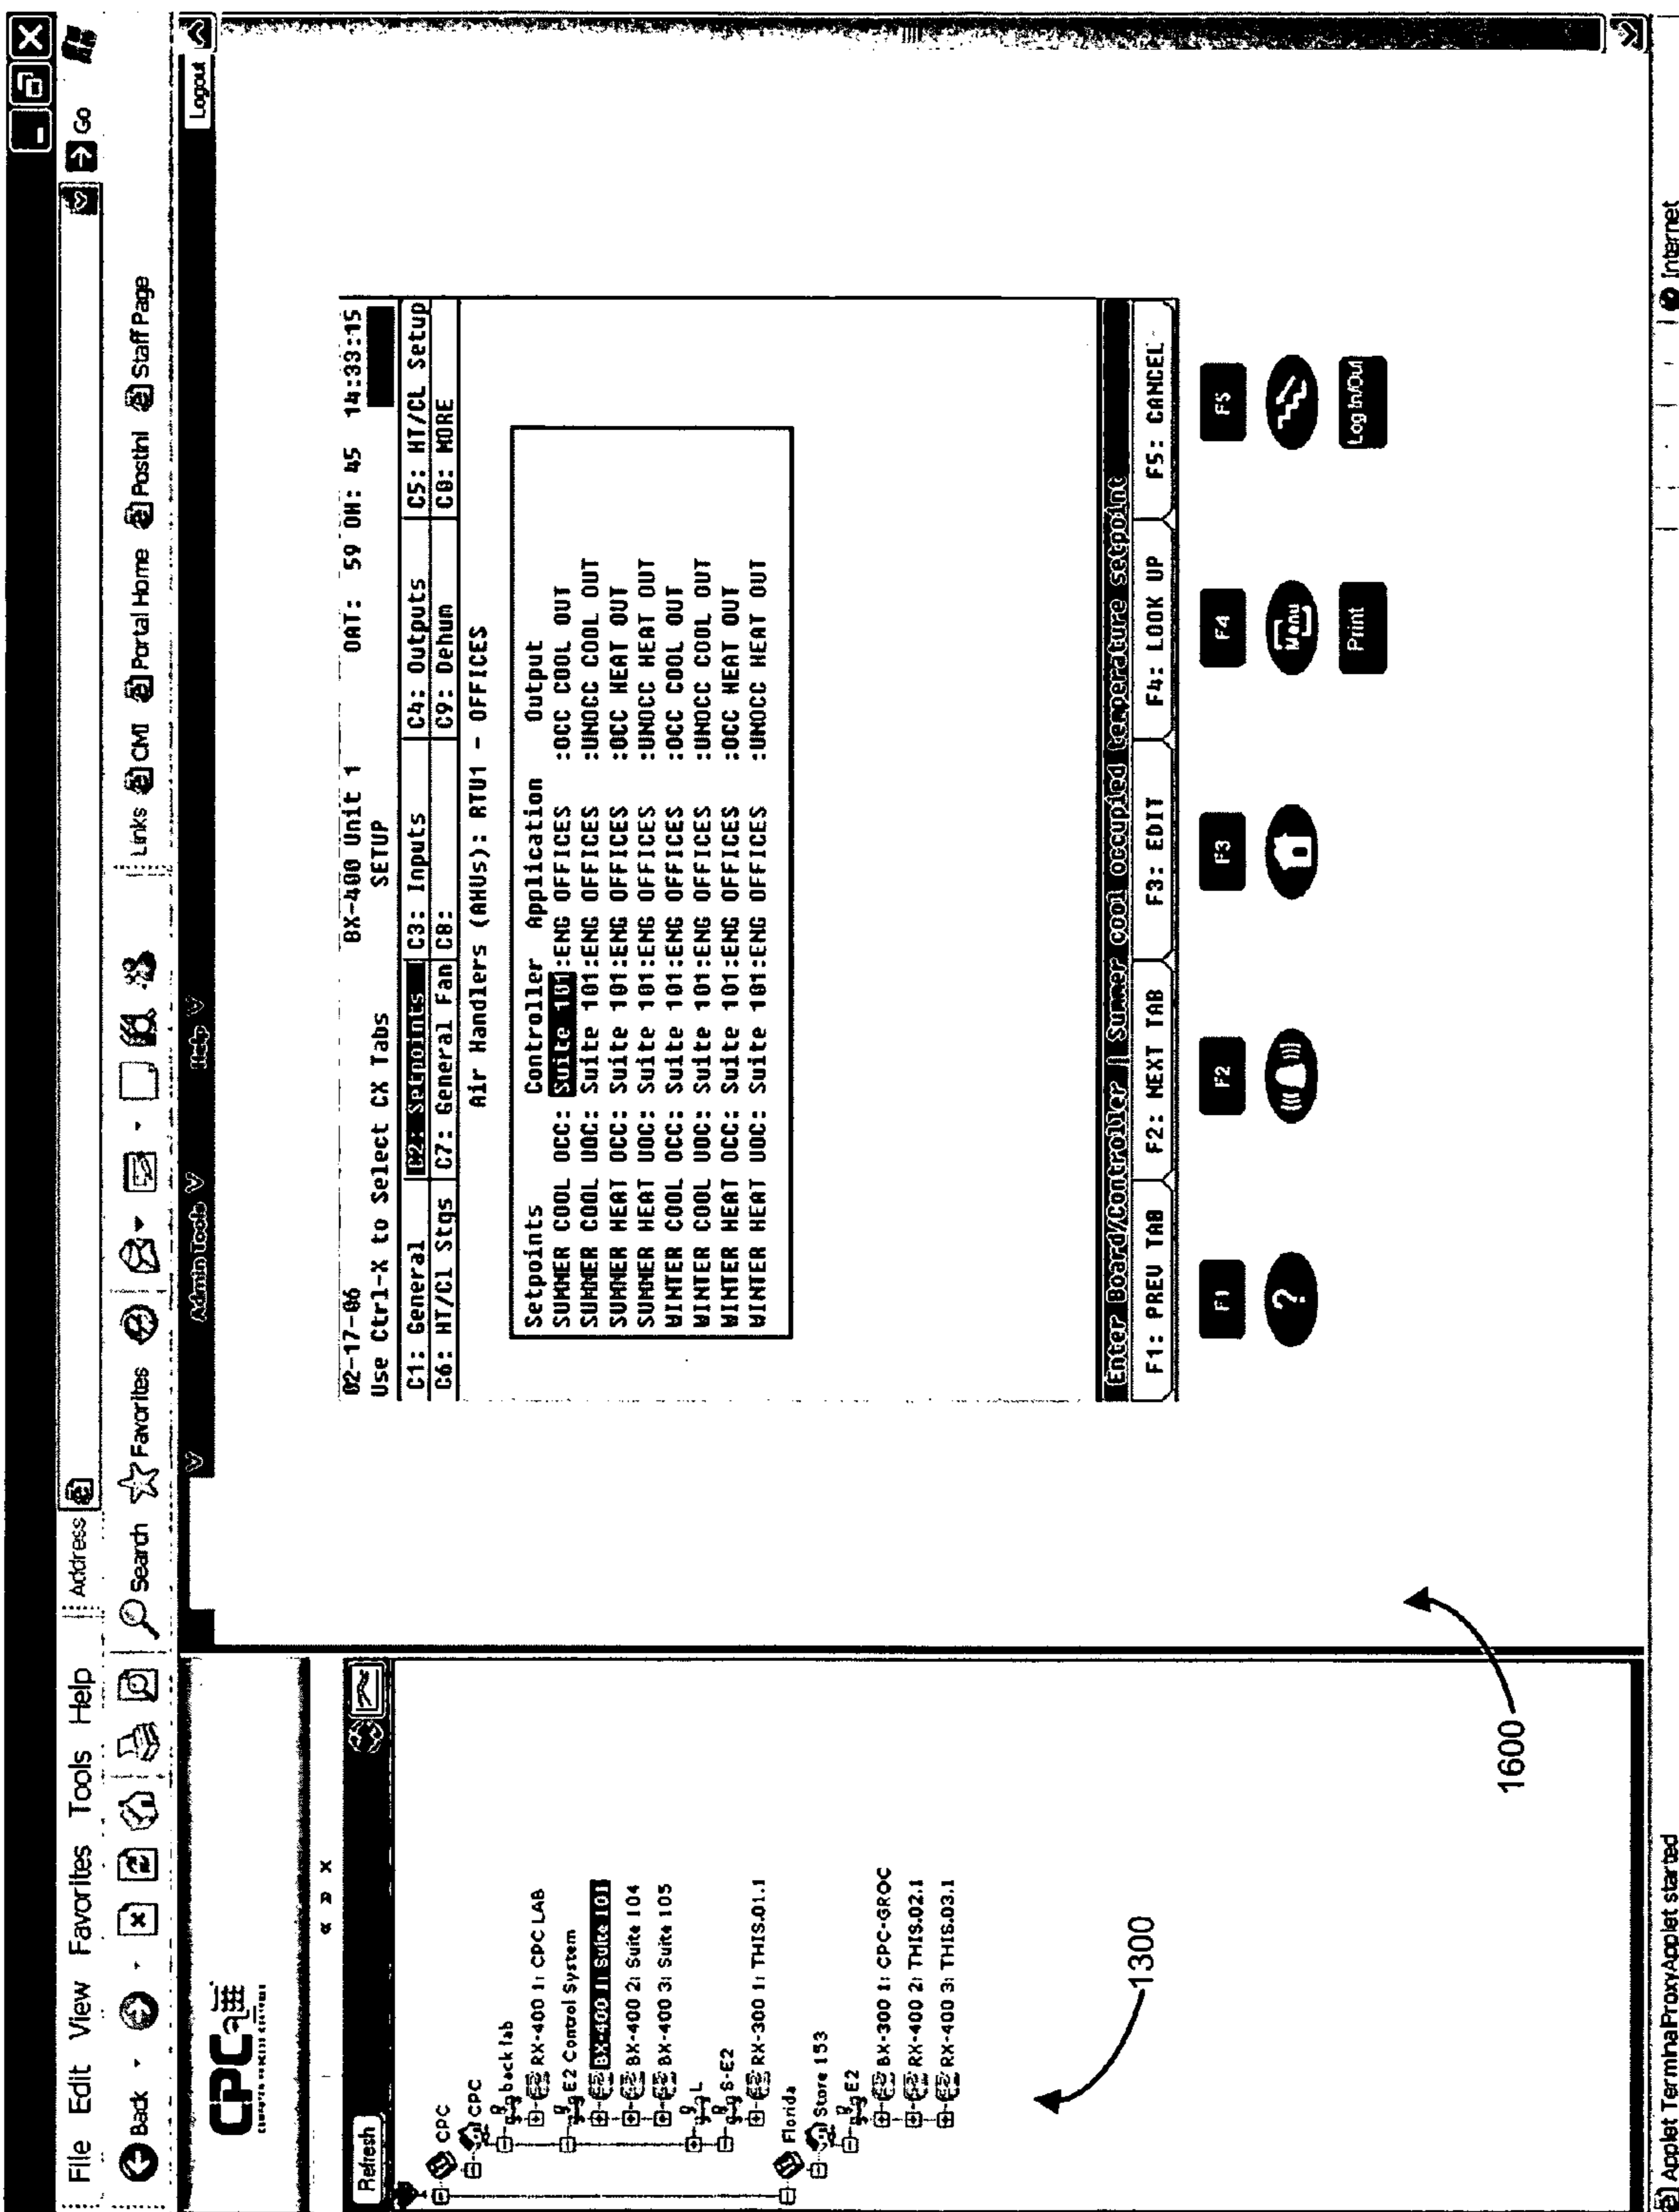 File Edit View Favorites Tools Help
Address
Go
Back
Search
Favorites
Links
CMI
Portal Home
Postini
Staff Page
Admin Tools
Help
Logout
CPC
Refresh
« » X
CPC
CPC
back lab
RX-400 1: CPC LAB
E2 Control System
BX-400 1: Suite 101
BX-400 2: Suite 104
BX-400 3: Suite 105
L
S-E2
RX-300 1: THIS.01.1
Florida
Store 153
E2
BX-300 1: CPC-GROC
RX-400 2: THIS.02.1
RX-400 3: THIS.03.1
1300
02-17-06 BX-400 Unit 1 OAT: 59 OH: 45 14:33:15
Use Ctrl-X to Select CX Tabs SETUP
C1: General C2: Setpoints C3: Inputs C4: Outputs C5: HT/CL Setup
C6: HT/Cl Stgs C7: General Fan C8: C9: Dehum C0: MORE
Air Handlers (AHUs): RTU1 - OFFICES
Setpoints Controller Application Output
SUMMER COOL OCC: Suite 101:ENG OFFICES :OCC COOL OUT
SUMMER COOL UOC: Suite 101:ENG OFFICES :UNOCC COOL OUT
SUMMER HEAT OCC: Suite 101:ENG OFFICES :OCC HEAT OUT
SUMMER HEAT UOC: Suite 101:ENG OFFICES :UNOCC HEAT OUT
WINTER COOL OCC: Suite 101:ENG OFFICES :OCC COOL OUT
WINTER COOL UOC: Suite 101:ENG OFFICES :UNOCC COOL OUT
WINTER HEAT OCC: Suite 101:ENG OFFICES :OCC HEAT OUT
WINTER HEAT UOC: Suite 101:ENG OFFICES :UNOCC HEAT OUT
Enter Board/Controller | Summer cool occupied temperature setpoint
F1: PREV TAB F2: NEXT TAB F3: EDIT F4: LOOK UP F5: CANCEL
F1 F2 F3 F4 F5
? Menu
Print Log In/Out
1600
Applet TerminalProxyApplet started
Internet